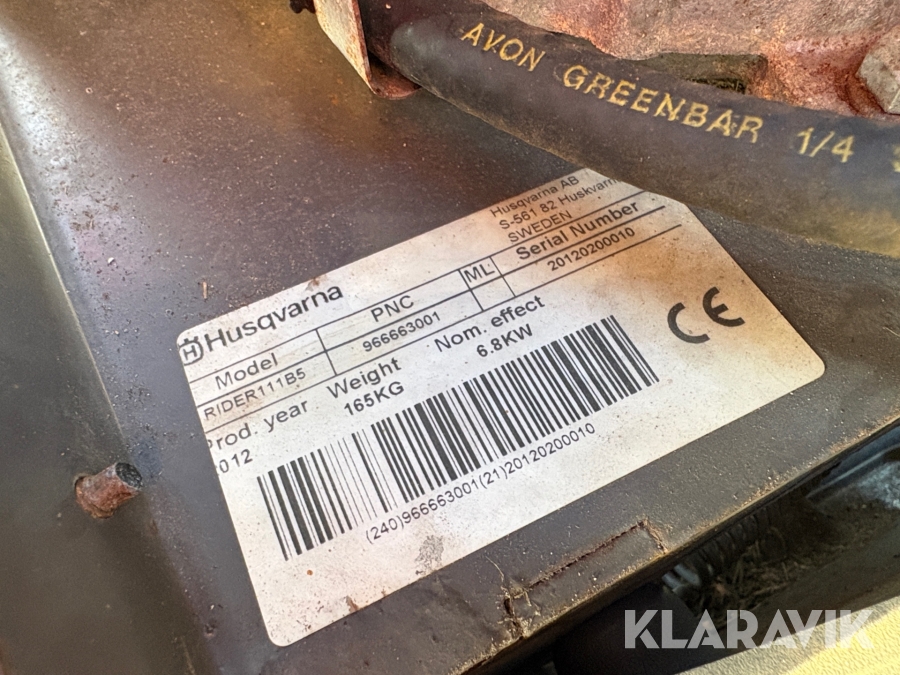 AVON GREENBAR 1/4
Husqvarna AB
S-561 82 Huskvarna
SWEDEN
Husqvarna
Model PNC ML Serial Number
RIDER111B5 966663001 20120200010
Prod. year Weight Nom. effect
2012 165KG 6.8KW
CE
(240)966663001(21)20120200010
KLARAVIK